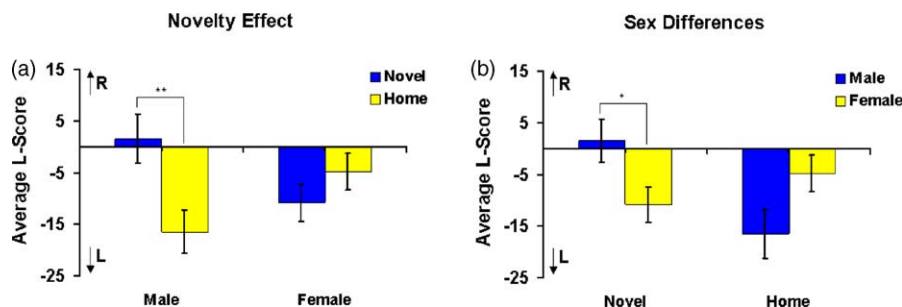 Novelty Effect
(a)
Average L-Score
15
5
-5
-15
-25
R
L
**
Novel
Home
Male
Female
Sex Differences
(b)
Average L-Score
15
5
-5
-15
-25
R
L
*
Male
Female
Novel
Home